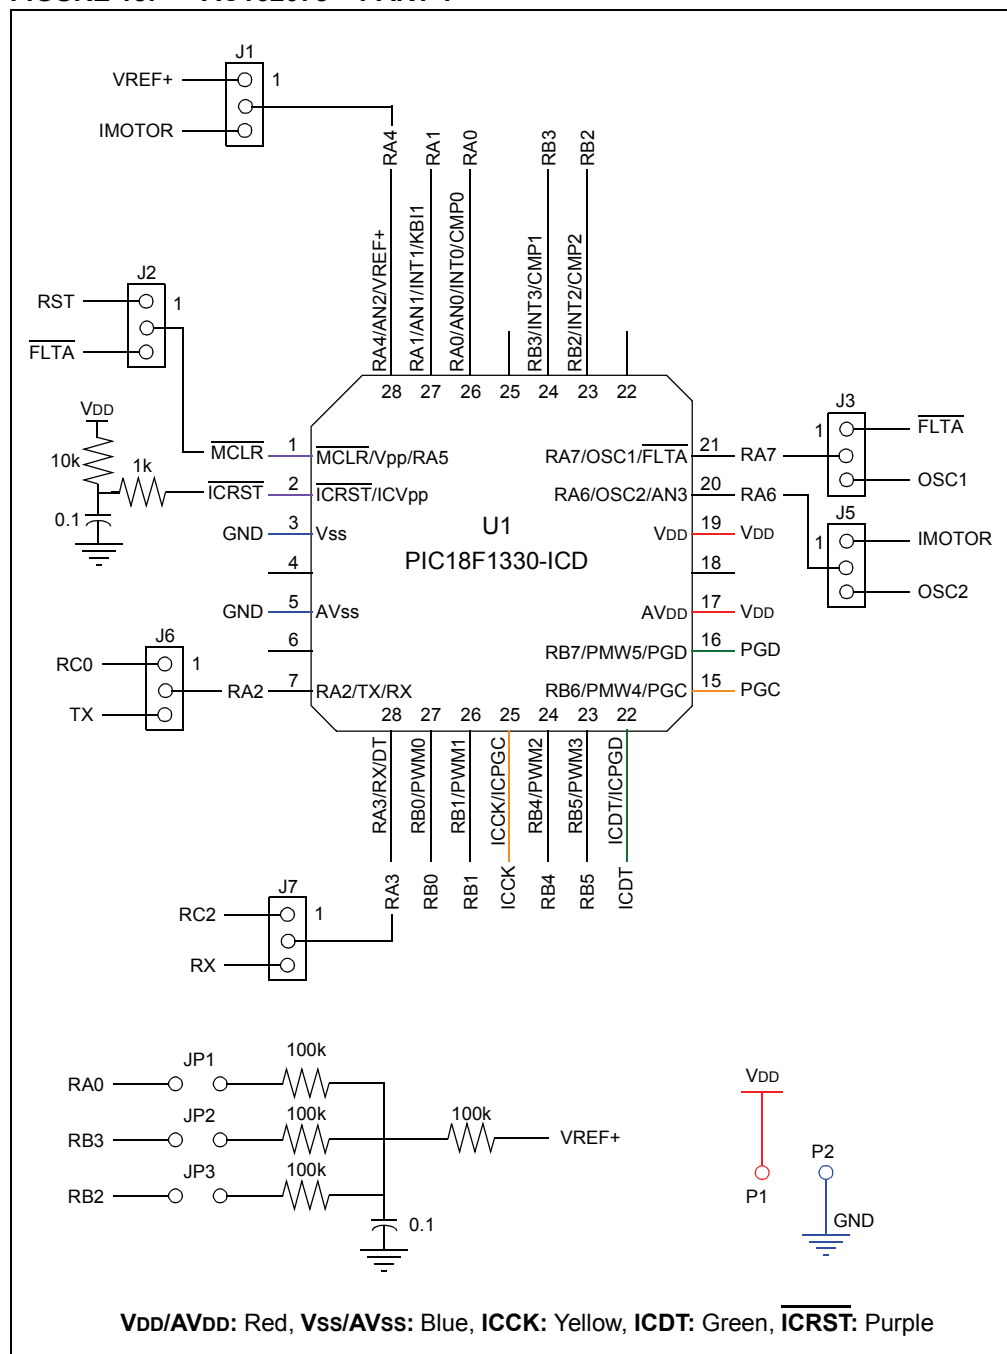 J1
VREF+
1
IMOTOR
RA4
RA1
RA0
RB3
RB2
RA4/AN2/VREF+
RA1/AN1/INT1/KBI1
RA0/AN0/INT0/CMP0
RB3/INT3/CMP1
RB2/INT2/CMP2
28 27 26 25 24 23 22
J2
RST
1
FLTA
VDD
10k
1k
0.1
MCLR 1 MCLR/Vpp/RA5
ICRST 2 ICRST/ICVpp
GND 3 Vss
4
GND 5 AVss
6
RA2 7 RA2/TX/RX
U1
PIC18F1330-ICD
RA7/OSC1/FLTA 21 RA7
RA6/OSC2/AN3 20 RA6
VDD 19 VDD
18
AVDD 17 VDD
RB7/PMW5/PGD 16 PGD
RB6/PMW4/PGC 15 PGC
J3
1
FLTA
OSC1
J5
1
IMOTOR
OSC2
J6
RC0
1
TX
28 27 26 25 24 23 22
RA3/RX/DT
RB0/PWM0
RB1/PWM1
ICCK/ICPGC
RB4/PWM2
RB5/PWM3
ICDT/ICPGD
RA3
RB0
RB1
ICCK
RB4
RB5
ICDT
J7
RC2
1
RX
RA0
JP1
100k
RB3
JP2
100k
RB2
JP3
100k
100k
VREF+
0.1
VDD
P1
P2
GND
VDD/AVDD: Red, VSS/AVSS: Blue, ICCK: Yellow, ICDT: Green, ICRST: Purple